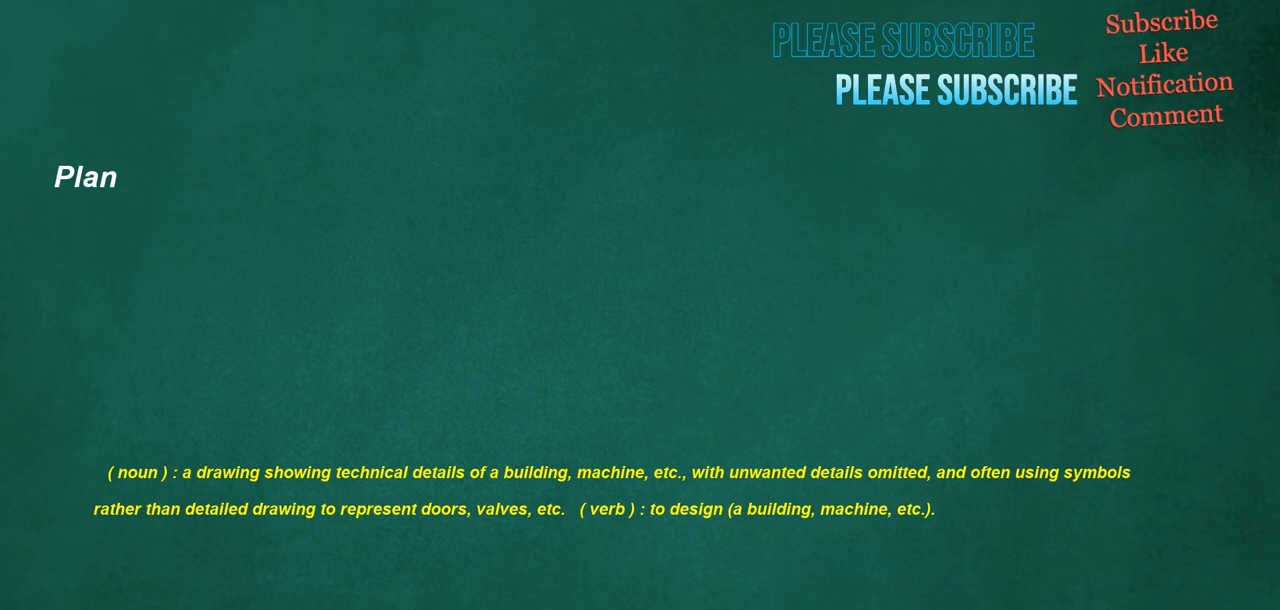 PLEASE SUBSCRIBE
PLEASE SUBSCRIBE
Subscribe
Like
Notification
Comment
Plan
( noun ) : a drawing showing technical details of a building, machine, etc., with unwanted details omitted, and often using symbols
rather than detailed drawing to represent doors, valves, etc. ( verb ) : to design (a building, machine, etc.).